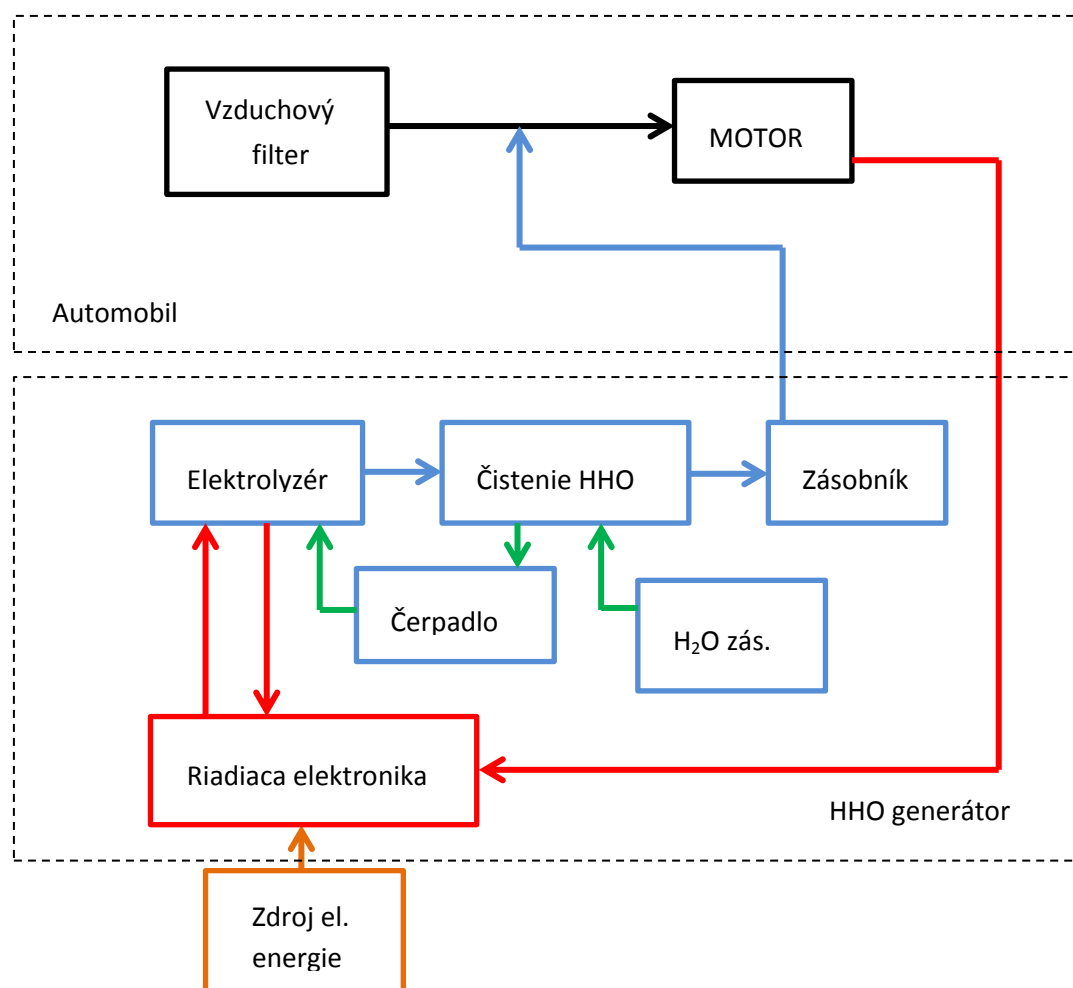 Vzduchový
filter
MOTOR
Automobil
Elektrolyzér
Čistenie HHO
Zásobník
Čerpadlo
H₂O zás.
Riadiaca elektronika
HHO generátor
Zdroj el.
energie